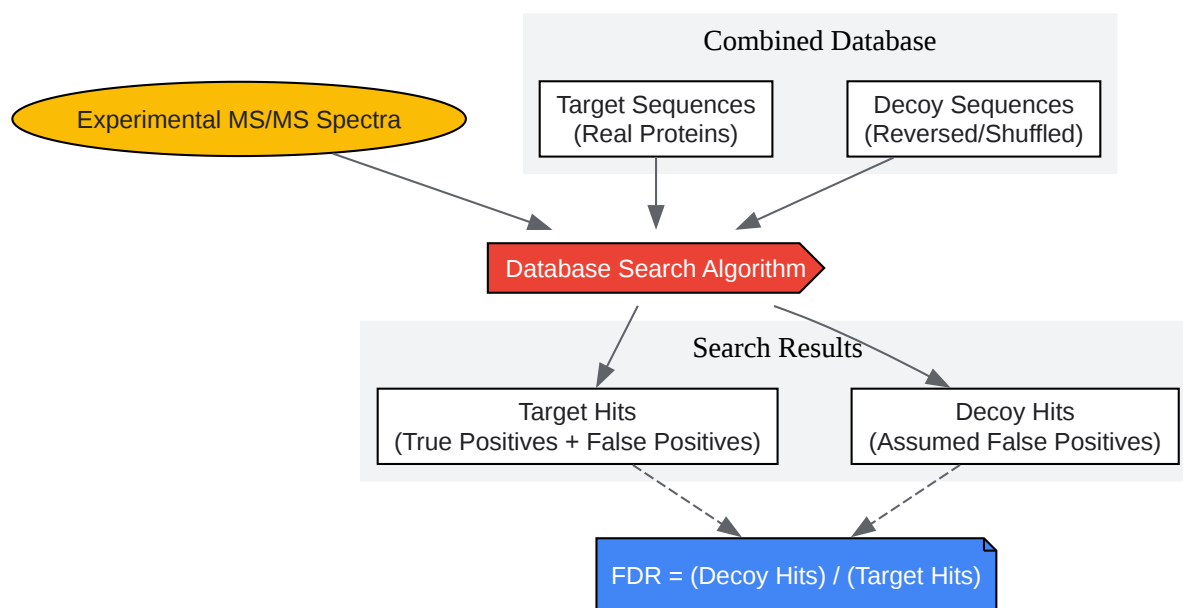 Combined Database
Experimental MS/MS Spectra
Target Sequences
(Real Proteins)
Decoy Sequences
(Reversed/Shuffled)
Database Search Algorithm
Search Results
Target Hits
(True Positives + False Positives)
Decoy Hits
(Assumed False Positives)
FDR = (Decoy Hits) / (Target Hits)